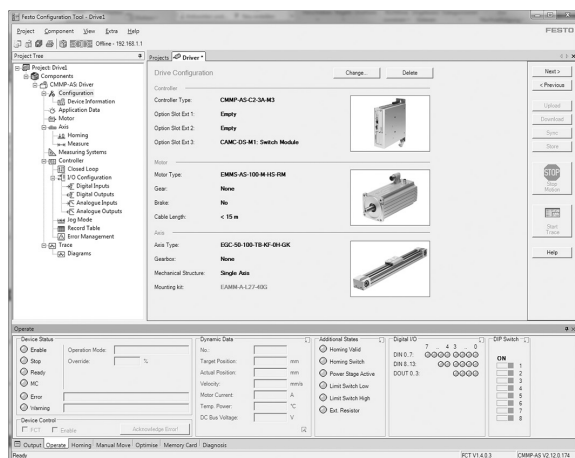 Festo Configuration Tool - Drive1
Project Component View Extra Help
FESTO
Offline - 192.168.1.1
Project Tree
Projects Driver *
Project: Drive1
Components
CMMP-AS: Driver
Configuration
Device Information
Application Data
Motor
Axis
Homing
Measure
Measuring Systems
Controller
Closed Loop
I/O Configuration
Digital Inputs
Digital Outputs
Analogue Inputs
Analogue Outputs
Jog Mode
Record Table
Error Management
Trace
Diagrams
Drive Configuration
Change...
Delete
Controller
Controller Type: CMMP-AS-C2-3A-M3
Option Slot Ext 1: Empty
Option Slot Ext 2: Empty
Option Slot Ext 3: CAMC-DS-M1: Switch Module
Motor
Motor Type: EMMS-AS-100-M-HS-RM
Gear: None
Brake: No
Cable Length: < 15 m
Axis
Axis Type: EGC-50-100-TB-KF-0H-GK
Gearbox: None
Mechanical Structure: Single Axis
Mounting kit: EAMM-A-L27-40G
Next >
< Previous
Upload
Download
Sync
Store
STOP
Stop Motion
Start Trace
Help
Operate
Device Status
Enable
Stop
Ready
MC
Error
Warning
Operation Mode:
Override: %
Device Control
FCT Enable Acknowledge Error!
Dynamic Data
No.:
Target Position: mm
Actual Position: mm
Velocity: mm/s
Motor Current: A
Temp. Power: °C
DC Bus Voltage: V
Additional States
Homing Valid
Homing Switch
Power Stage Active
Limit Switch Low
Limit Switch High
Ext. Resistor
Digital I/O
7 .. 4 3 .. 0
DIN 0..7:
DIN 8..13:
DOUT 0..3:
DIP Switch
ON
1
2
3
4
5
6
7
8
Output Operate Homing Manual Move Optimise Memory Card Diagnosis
Ready
FCT V1.4.0.3
CMMP-AS V2.12.0.174